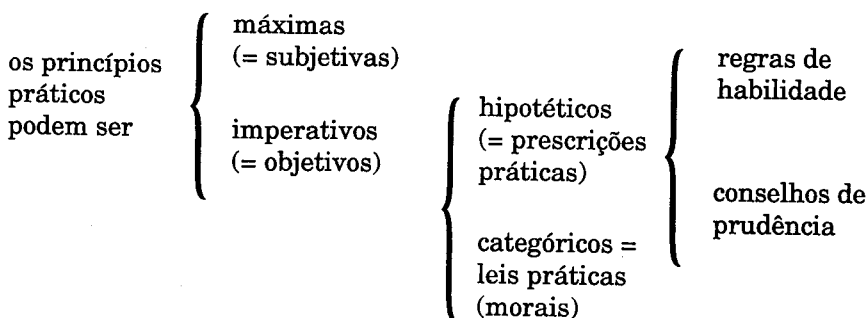 os princípios
práticos
podem ser
máximas
(= subjetivas)
imperativos
(= objetivos)
hipotéticos
(= prescrições
práticas)
categóricos =
leis práticas
(morais)
regras de
habilidade
conselhos de
prudência